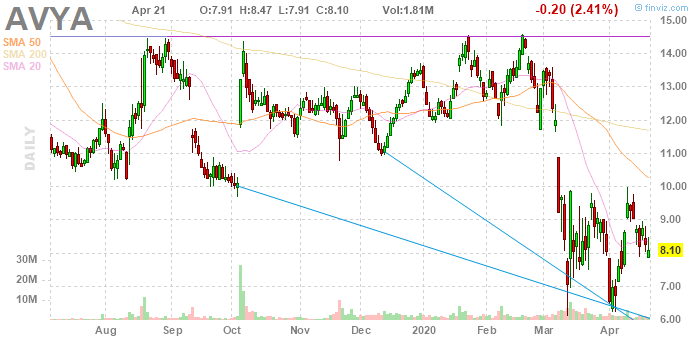 © finviz.com
AVYA Apr 21 O:7.91 H:8.47 L:7.91 C:8.10 Vol:1.81M -0.20 (2.41%)
SMA 50
SMA 200
SMA 20
DAILY
15.00
14.00
13.00
12.00
11.00
10.00
9.00
8.10
7.00
6.00
30M
20M
10M
Aug Sep Oct Nov Dec 2020 Feb Mar Apr